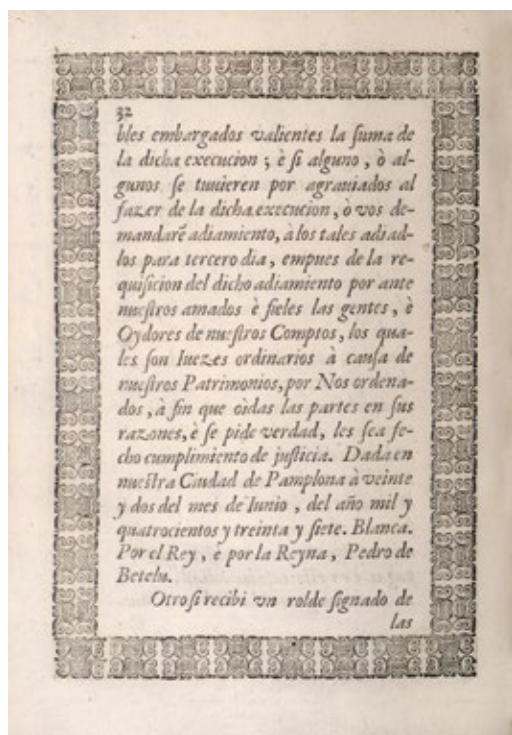 32
bles embargados valientes la suma de
la dicha execucion ; è si alguno , ò al-
gunos se tuuieren por agrauiados al
fazer de la dicha execucion, ò vos de-
mandarẽ adiamiento, à los tales adiad-
los para tercero dia , empues de la re-
quisicion del dicho adiamiento por ante
nuestros amados è fieles las gentes , è
Oydores de nuestros Comptos, los qua-
les son Iuezes ordinarios à causa de
nuestros Patrimonios, por Nos ordena-
dos , à fin que oidas las partes en sus
razones, è se pide verdad, les sea fe-
cho cumplimiento de justicia. Dada en
nuestra Ciudad de Pamplona à veinte
y dos del mes de Iunio , del año mil y
quatrocientos y treinta y siete. Blanca.
Por el Rey , è por la Reyna , Pedro de
Betelu.
Otrosi recibi vn rolde signado de
las